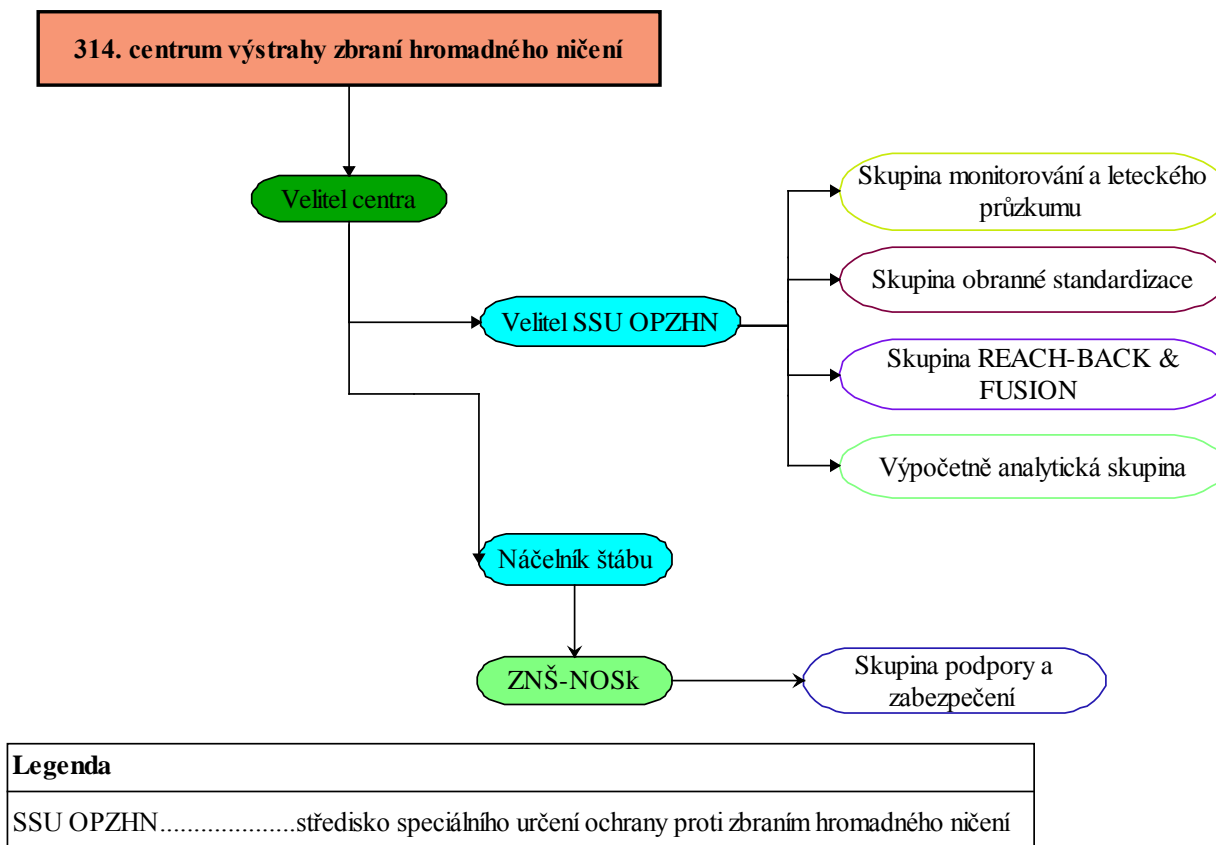 314. centrum výstrahy zbraní hromadného ničení
Velitel centra
Skupina monitorování a leteckého
průzkumu
Skupina obranné standardizace
Velitel SSU OPZHN
Skupina REACH-BACK &
FUSION
Výpočetně analytická skupina
Náčelník štábu
ZNŠ-NOSk
Skupina podpory a
zabezpečení
Legenda
SSU OPZHN....................středisko speciálního určení ochrany proti zbraním hromadného ničení